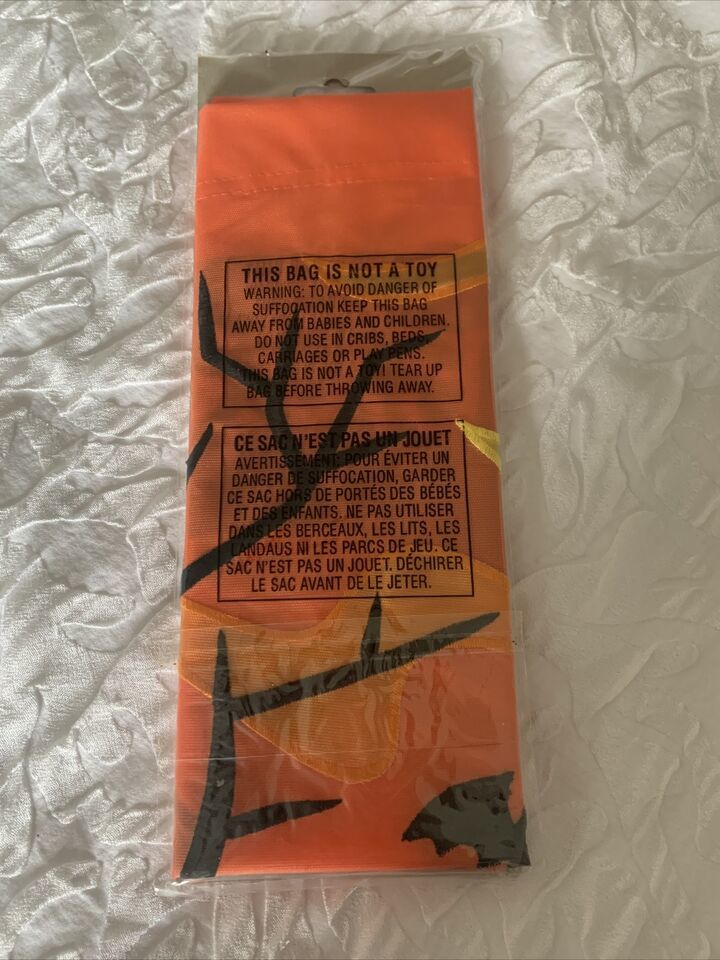 THIS BAG IS NOT A TOY
WARNING: TO AVOID DANGER OF
SUFFOCATION KEEP THIS BAG
AWAY FROM BABIES AND CHILDREN.
DO NOT USE IN CRIBS, BEDS,
CARRIAGES OR PLAY PENS.
THIS BAG IS NOT A TOY! TEAR UP
BAG BEFORE THROWING AWAY.
CE SAC N'EST PAS UN JOUET
AVERTISSEMENT: POUR ÉVITER UN
DANGER DE SUFFOCATION, GARDER
CE SAC HORS DE PORTÉS DES BÉBÉS
ET DES ENFANTS. NE PAS UTILISER
DANS LES BERCEAUX, LES LITS, LES
LANDAUS NI LES PARCS DE JEU. CE
SAC N'EST PAS UN JOUET. DÉCHIRER
LE SAC AVANT DE LE JETER.